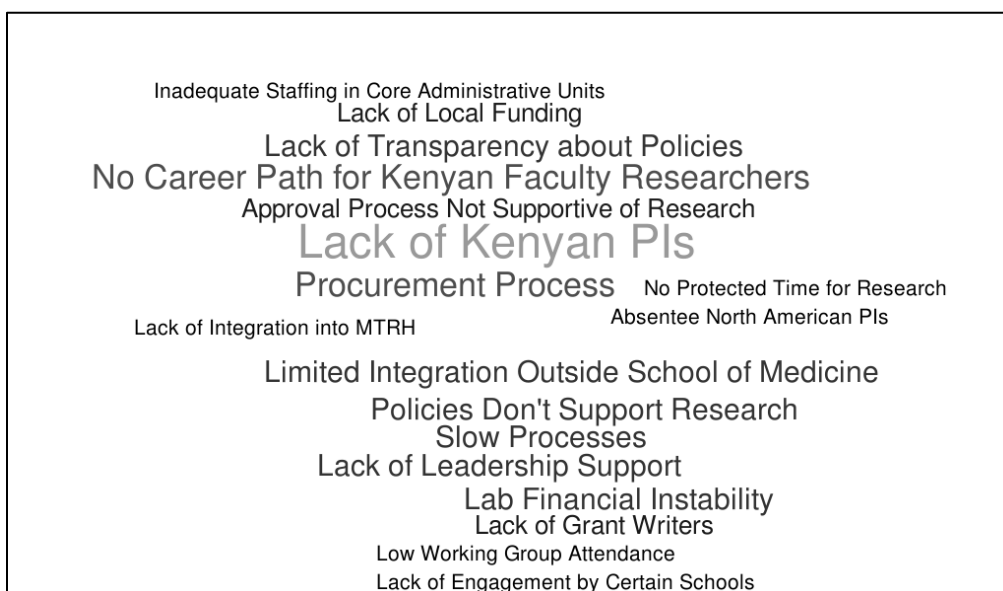 Inadequate Staffing in Core Administrative Units
Lack of Local Funding
Lack of Transparency about Policies
No Career Path for Kenyan Faculty Researchers
Approval Process Not Supportive of Research
Lack of Kenyan PIs
Procurement Process
No Protected Time for Research
Absentee North American PIs
Lack of Integration into MTRH
Limited Integration Outside School of Medicine
Policies Don't Support Research
Slow Processes
Lack of Leadership Support
Lab Financial Instability
Lack of Grant Writers
Low Working Group Attendance
Lack of Engagement by Certain Schools